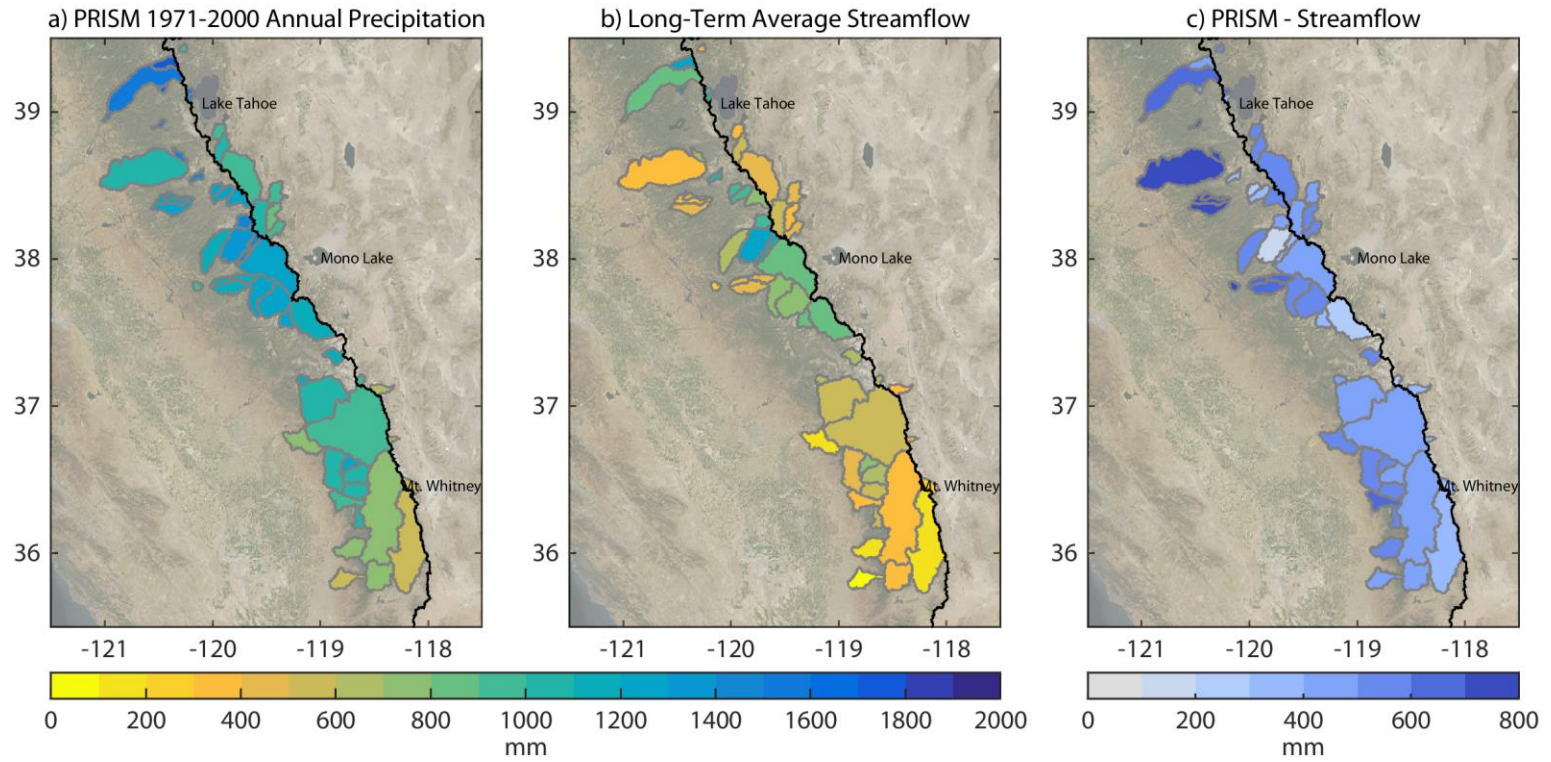 a) PRISM 1971-2000 Annual Precipitation
b) Long-Term Average Streamflow
c) PRISM - Streamflow
39
38
37
36
Lake Tahoe
Mono Lake
Mt. Whitney
-121 -120 -119 -118
39
38
37
36
Lake Tahoe
Mono Lake
Mt. Whitney
-121 -120 -119 -118
39
38
37
36
Lake Tahoe
Mono Lake
Mt. Whitney
-121 -120 -119 -118
0 200 400 600 800 1000 1200 1400 1600 1800 2000
mm
0 200 400 600 800
mm